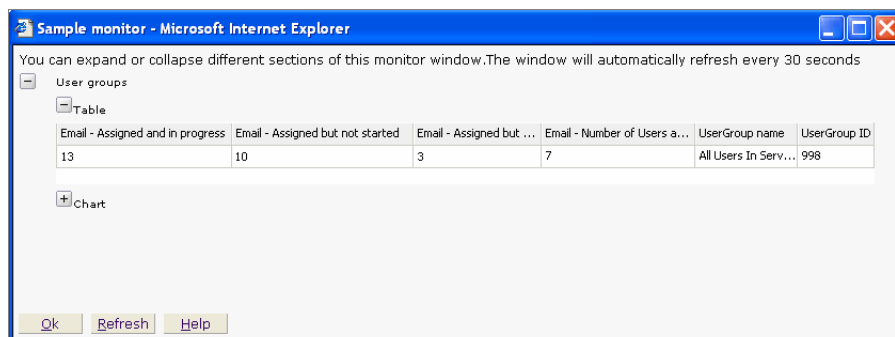 Sample monitor - Microsoft Internet Explorer
You can expand or collapse different sections of this monitor window.The window will automatically refresh every 30 seconds
User groups
Table
Email - Assigned and in progress Email - Assigned but not started Email - Assigned but ... Email - Number of Users a... UserGroup name UserGroup ID
13 10 3 7 All Users In Serv... 998
Chart
Ok Refresh Help